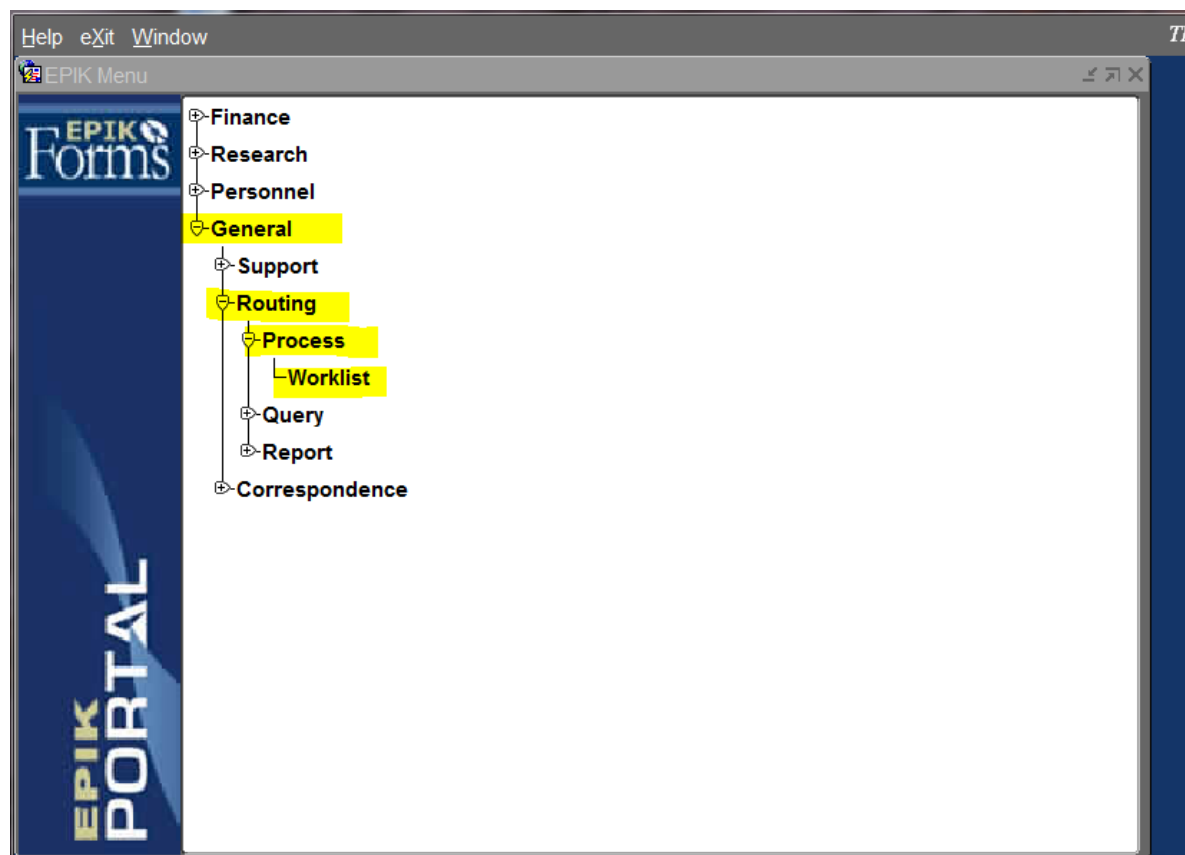 Help eXit Window
EPIK Menu
EPIK
Forms
Finance
Research
Personnel
General
Support
Routing
Process
Worklist
Query
Report
Correspondence
EPIK
PORTAL